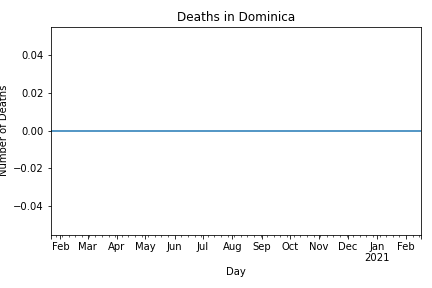 Deaths in Dominica
0.04
0.02
0.00
−0.02
−0.04
Number of Deaths
Feb Mar Apr May Jun Jul Aug Sep Oct Nov Dec Jan Feb
2021
Day